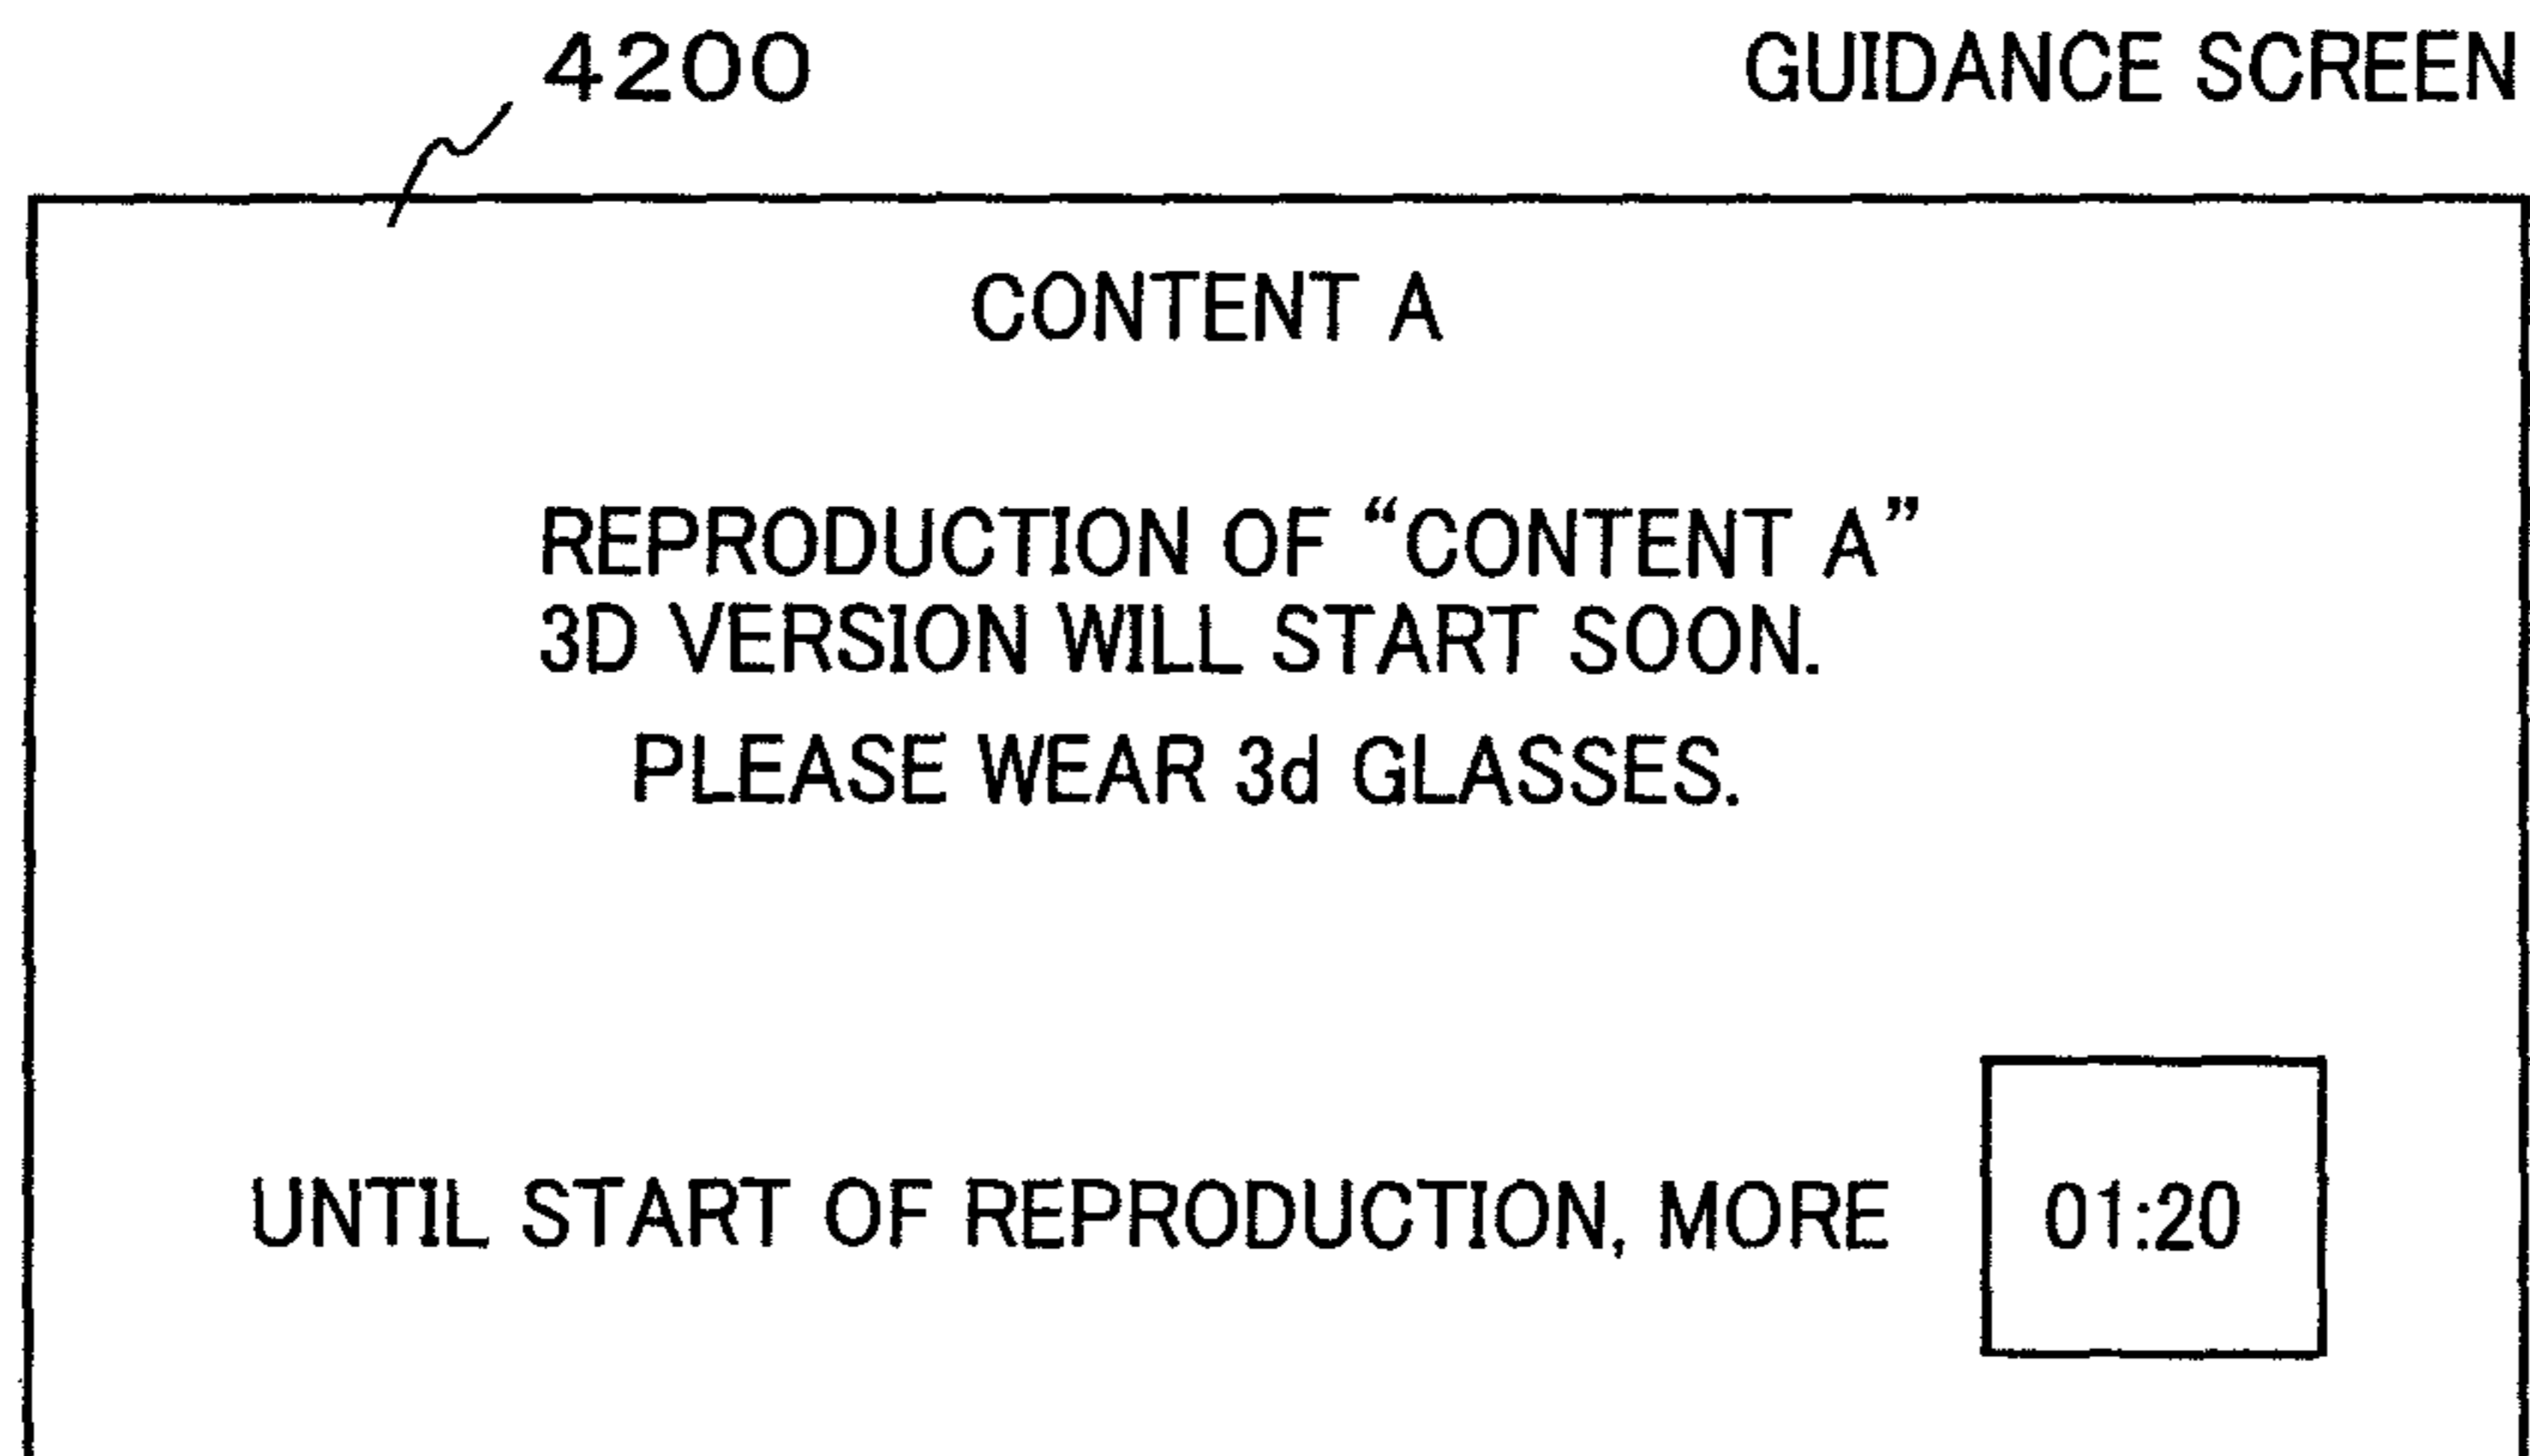 4200 GUIDANCE SCREEN
CONTENT A
REPRODUCTION OF “CONTENT A”
3D VERSION WILL START SOON.
PLEASE WEAR 3d GLASSES.
UNTIL START OF REPRODUCTION, MORE 01:20